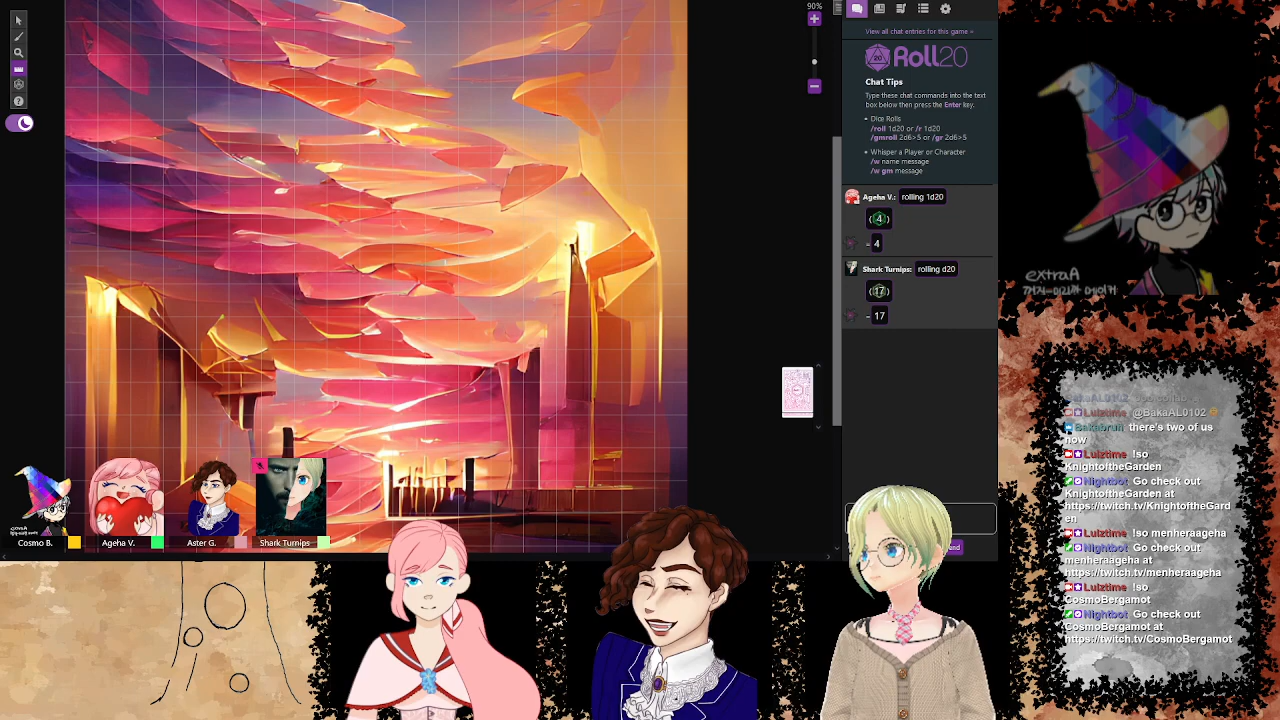 90%
View all chat entries for this game »
Roll20
20
Chat Tips
Type these chat commands into the text
box below then press the Enter key.
• Dice Rolls
/roll 1d20 or /r 1d20
/gmroll 2d6>5 or /gr 2d6>5
• Whisper a Player or Character
/w name message
/w gm message
Ageha V.: rolling 1d20
(4)
= 4
Shark Turnips: rolling d20
(17)
= 17
extraA
Cosmo B.
Ageha V.
Aster G.
Shark Turnips
BakaAL0102
Luiztime @BakaAL0102
Bakabrun there's two of us
now
Luiztime !so
KnightoftheGarden
Nightbot Go check out
KnightoftheGarden at
https://twitch.tv/KnightoftheGard
en
Luiztime !so menheraageha
Nightbot Go check out
menheraageha at
https://twitch.tv/menheraageha
Luiztime !so
CosmoBergamot
Nightbot Go check out
CosmoBergamot at
https://twitch.tv/CosmoBergamot